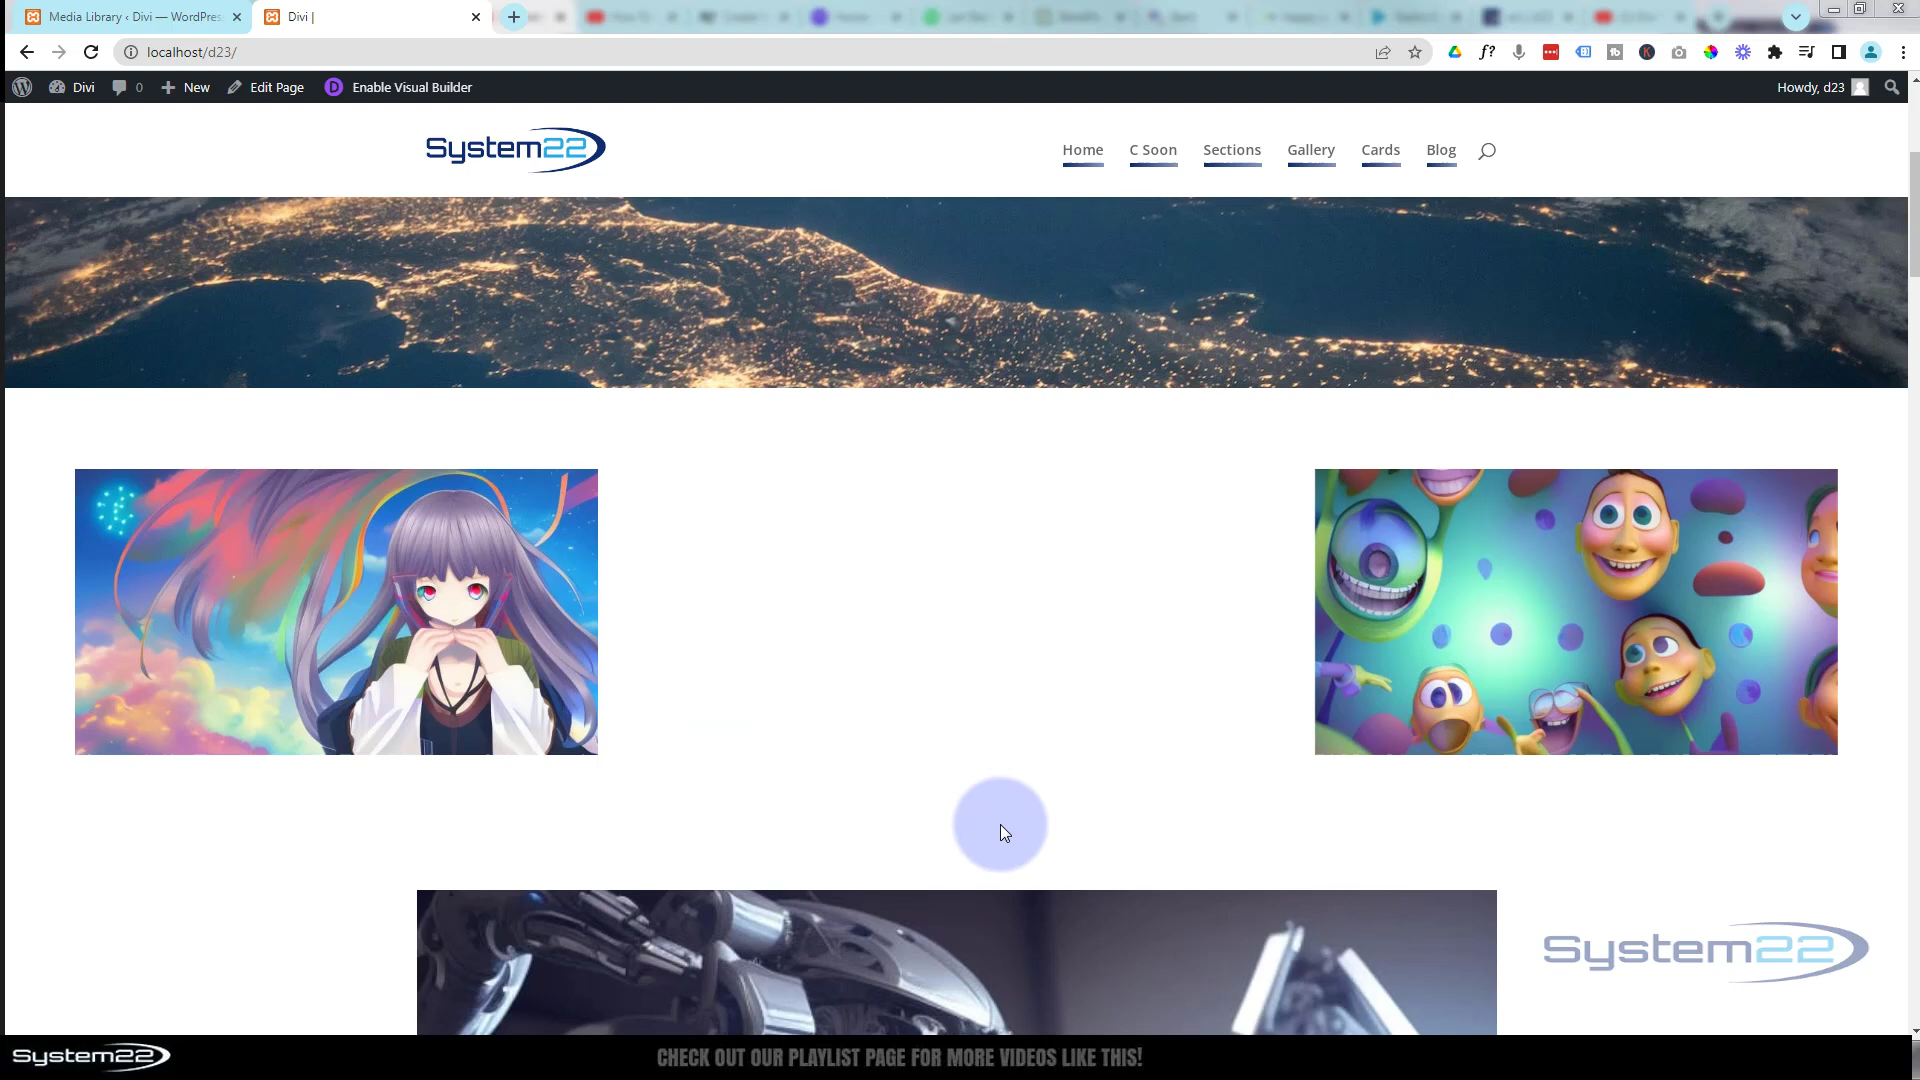 Media Library ‹ Divi — WordPres
Divi |
localhost/d23/
Divi
0
New
Edit Page
Enable Visual Builder
Howdy, d23
System22
Home
C Soon
Sections
Gallery
Cards
Blog
System22
System22
CHECK OUT OUR PLAYLIST PAGE FOR MORE VIDEOS LIKE THIS!